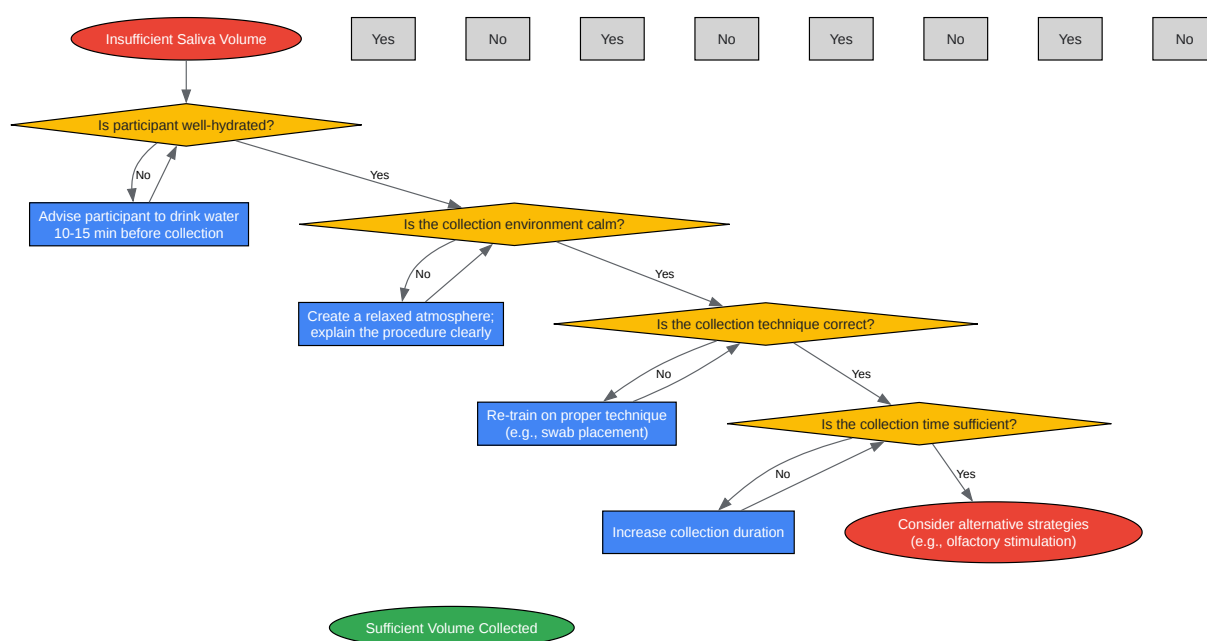 Insufficient Saliva Volume
Yes
No
Yes
No
Yes
No
Yes
No
Is participant well-hydrated?
No
Yes
Advise participant to drink water
10-15 min before collection
Is the collection environment calm?
No
Yes
Create a relaxed atmosphere;
explain the procedure clearly
Is the collection technique correct?
No
Yes
Re-train on proper technique
(e.g., swab placement)
Is the collection time sufficient?
No
Yes
Increase collection duration
Consider alternative strategies
(e.g., olfactory stimulation)
Sufficient Volume Collected